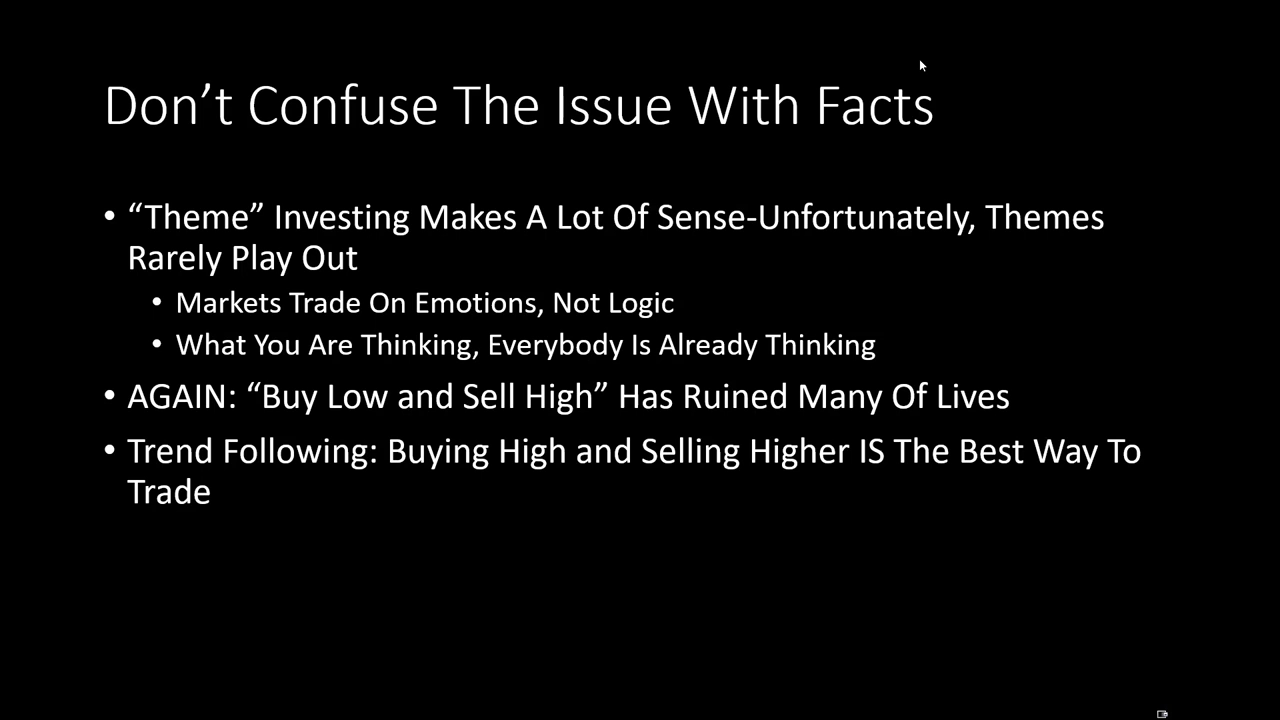 Don’t Confuse The Issue With Facts
• “Theme” Investing Makes A Lot Of Sense-Unfortunately, Themes
Rarely Play Out
• Markets Trade On Emotions, Not Logic
• What You Are Thinking, Everybody Is Already Thinking
• AGAIN: “Buy Low and Sell High” Has Ruined Many Of Lives
• Trend Following: Buying High and Selling Higher IS The Best Way To
Trade